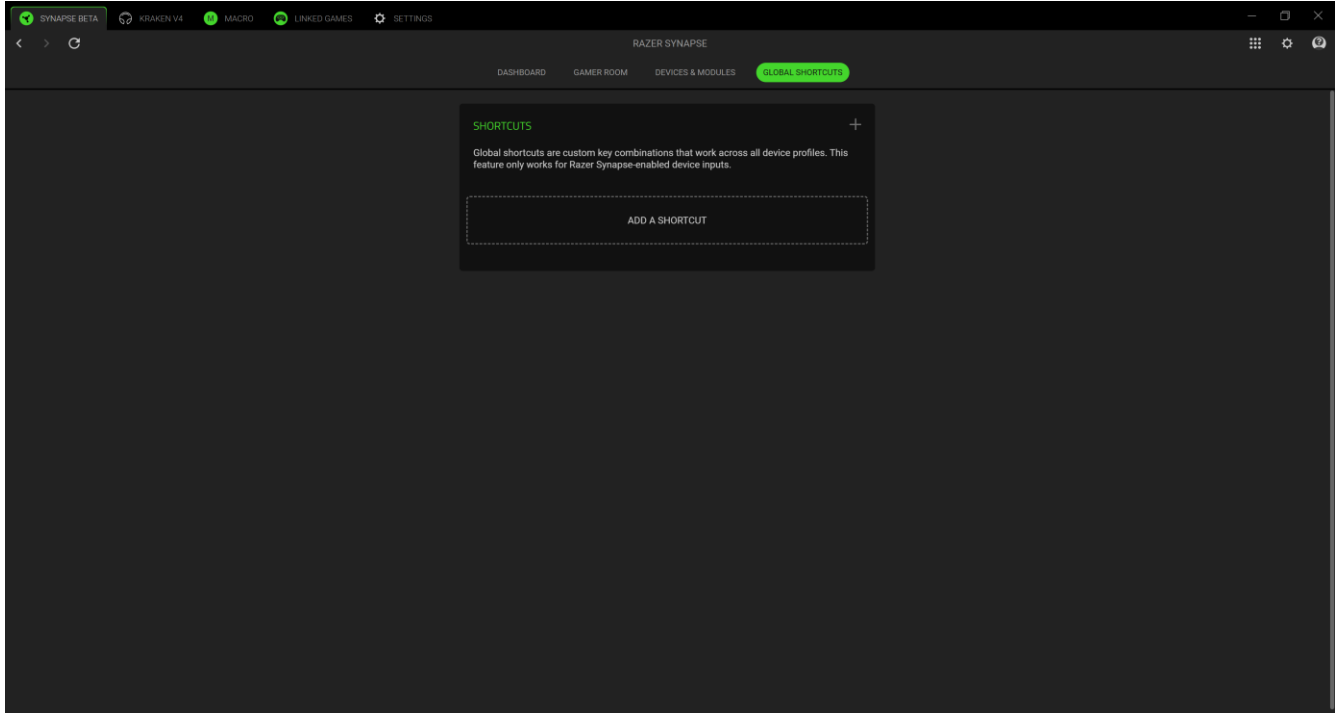 SYNAPSE BETA
KRAKEN V4
M MACRO
LINKED GAMES
SETTINGS
RAZER SYNAPSE
DASHBOARD
GAMER ROOM
DEVICES & MODULES
GLOBAL SHORTCUTS
SHORTCUTS
Global shortcuts are custom key combinations that work across all device profiles. This
feature only works for Razer Synapse-enabled device inputs.
ADD A SHORTCUT